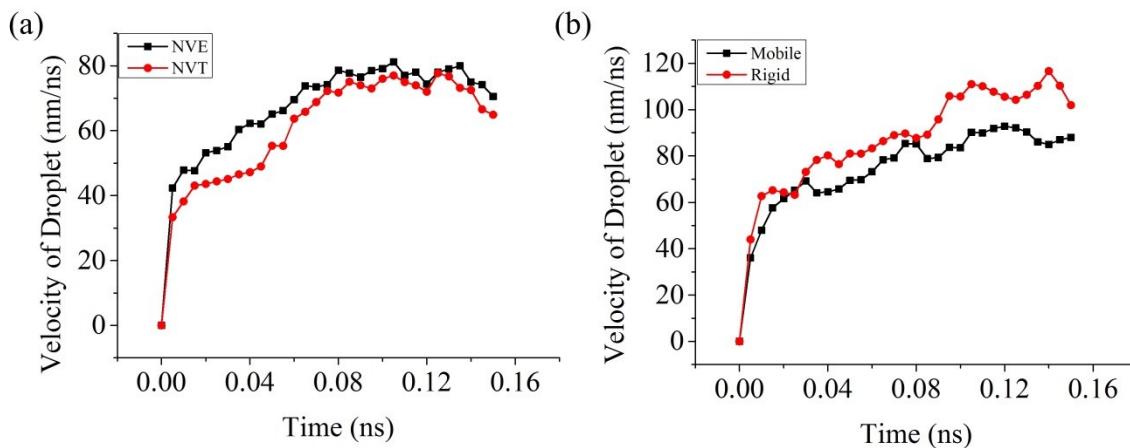 (a)
NVE
NVT
Velocity of Droplet (nm/ns)
80
60
40
20
0
0.00 0.04 0.08 0.12 0.16
Time (ns)
(b)
Mobile
Rigid
Velocity of Droplet (nm/ns)
120
100
80
60
40
20
0
0.00 0.04 0.08 0.12 0.16
Time (ns)